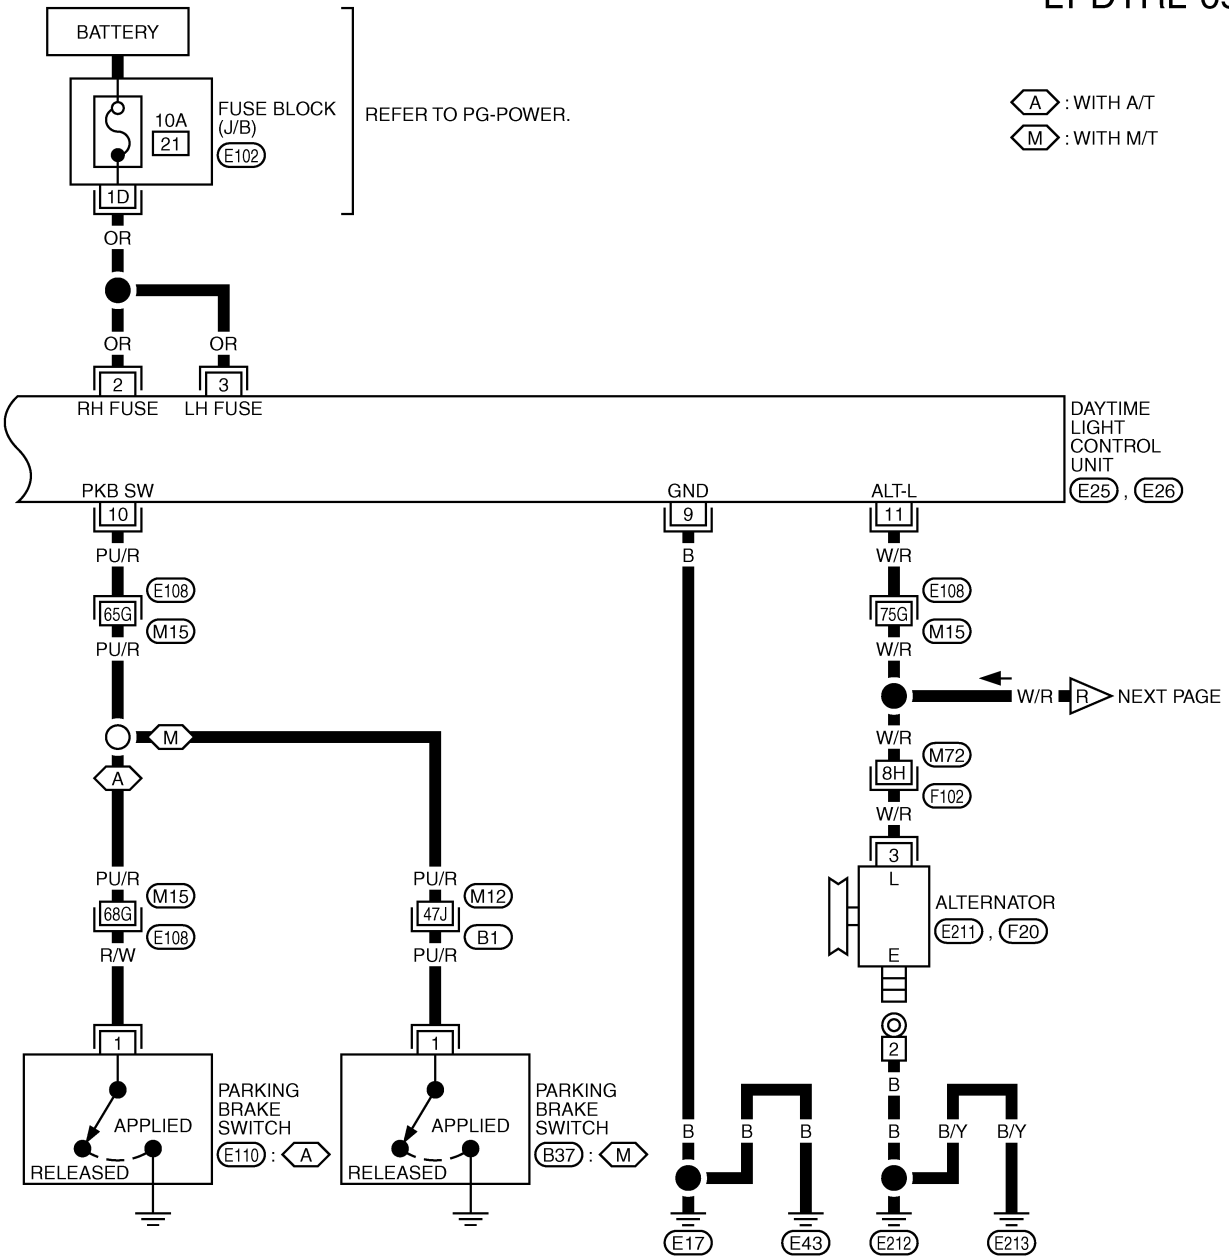 BATTERY
10A
21
FUSE BLOCK
(J/B)
E102
REFER TO PG-POWER.
A : WITH A/T
M : WITH M/T
1D
OR
OR OR
2 3
RH FUSE LH FUSE
DAYTIME
LIGHT
CONTROL
UNIT
E25 , E26
PKB SW GND ALT-L
10 9 11
PU/R B W/R
E108 E108
65G 75G
M15 M15
PU/R W/R
W/R R NEXT PAGE
M
W/R
A
M72
8H
F102
W/R
3
L
ALTERNATOR
E211 , F20
E
PU/R PU/R
M15 M12
68G 47J
E108 B1
R/W PU/R
1 1
2
B
PARKING
BRAKE
SWITCH
E110 : A
APPLIED
RELEASED
PARKING
BRAKE
SWITCH
B37 : M
APPLIED
RELEASED
B B B B B/Y B/Y
E17 E43 E212 E213